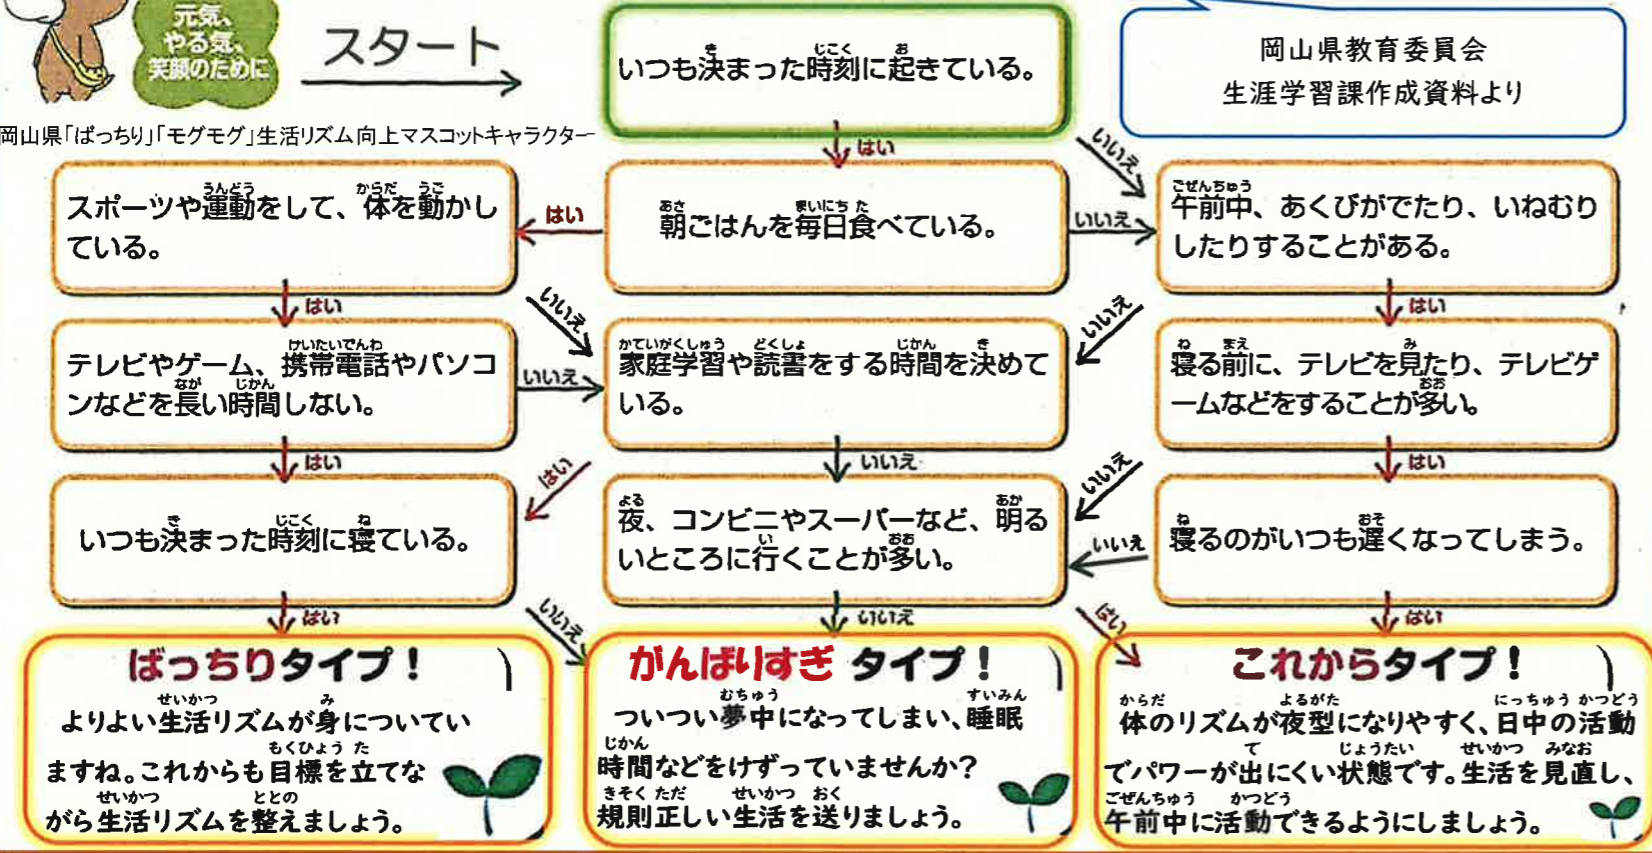 元気、
やる気、
笑顔のために
スタート
いつも決まった時刻に起きている。
岡山県教育委員会
生涯学習課作成資料より
岡山県「ぱっちり」「モグモグ」生活リズム向上マスコットキャラクター
はい
いいえ
スポーツや運動をして、体を動かし
ている。
はい
朝ごはんを毎日食べている。
いいえ
午前中、あくびがでたり、いねむり
したりすることがある。
はい
いいえ
いいえ
はい
テレビやゲーム、携帯電話やパソコ
ンなどを長い時間しない。
いいえ
家庭学習や読書をする時間を決めて
いる。
寝る前に、テレビを見たり、テレビゲ
ームなどをすることが多い。
はい
はい
いいえ
いいえ
はい
いつも決まった時刻に寝ている。
夜、コンビニやスーパーなど、明る
いところに行くことが多い。
いいえ
寝るのがいつも遅くなってしまう。
はい
いいえ
いいえ
はい
はい
ばっちりタイプ!
よりよい生活リズムが身についてい
ますね。これからも目標を立てな
がら生活リズムを整えましょう。
がんばりすぎ タイプ!
ついつい夢中になってしまい、睡眠
時間などをけずっていませんか?
規則正しい生活を送りましょう。
これからタイプ!
体のリズムが夜型になりやすく、日中の活動
でパワーが出にくい状態です。生活を見直し、
午前中に活動できるようにしましょう。